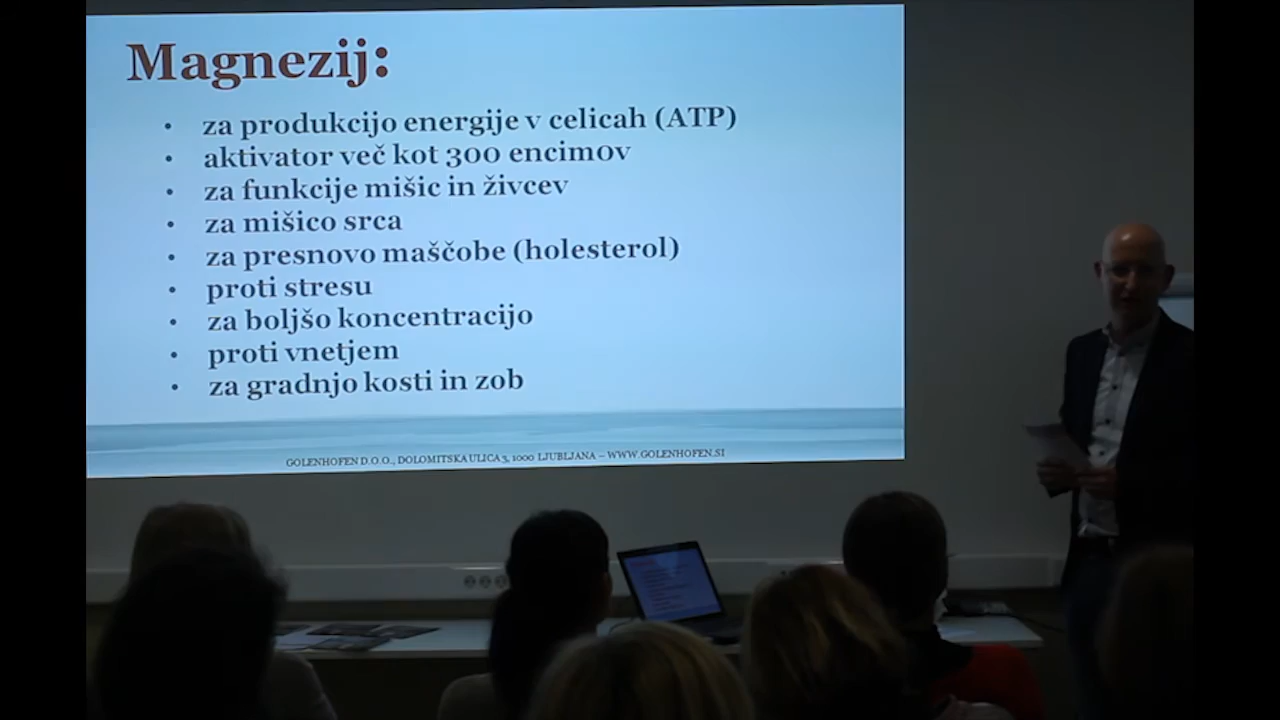 Magnezij:
• za produkcijo energije v celicah (ATP)
• aktivator več kot 300 encimov
• za funkcije mišic in živcev
• za mišico srca
• za presnovo maščobe (holesterol)
• proti stresu
• za boljšo koncentracijo
• proti vnetjem
• za gradnjo kosti in zob
GOLENHOFEN D.O.O., DOLOMITSKA ULICA 3, 1000 LJUBLJANA – WWW.GOLENHOFEN.SI